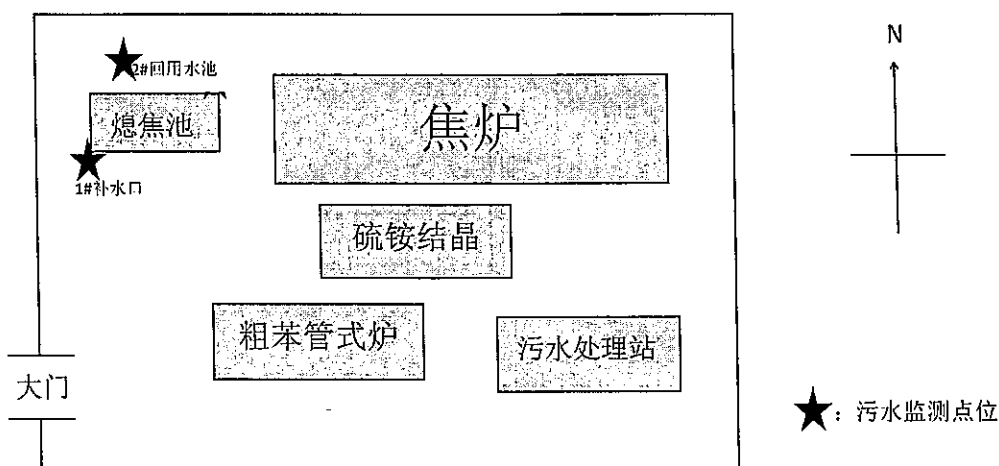 N
2#回用水池
熄焦池
1#补水口
焦炉
硫铵结晶
粗苯管式炉
污水处理站
大门
★：污水监测点位